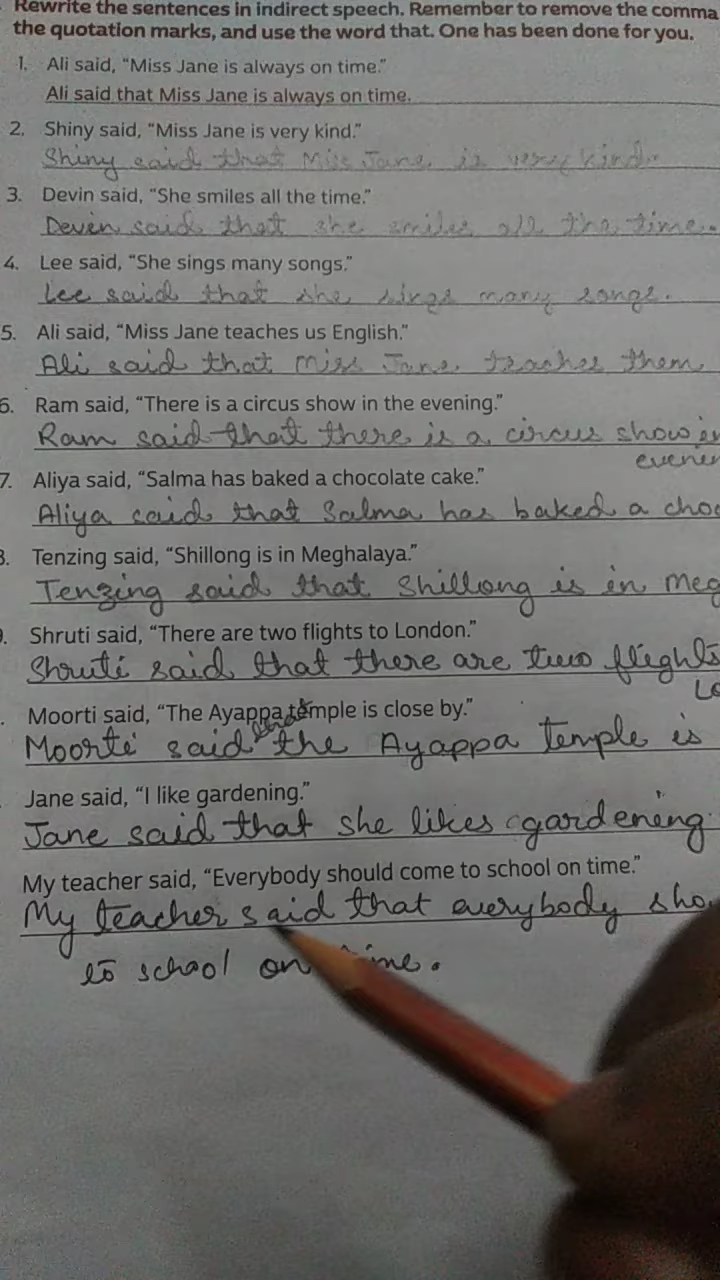 Rewrite the sentences in indirect speech. Remember to remove the comma
the quotation marks, and use the word that. One has been done for you.
1. Ali said, “Miss Jane is always on time.”
Ali said that Miss Jane is always on time.
2. Shiny said, “Miss Jane is very kind.”
Shiny said that Miss Jane is very kind.
3. Devin said, “She smiles all the time.”
Devin said that she smiles all the time.
4. Lee said, “She sings many songs.”
Lee said that she sings many songs.
5. Ali said, “Miss Jane teaches us English.”
Ali said that Miss Jane teaches them
6. Ram said, “There is a circus show in the evening.”
Ram said that there is a circus show in
7. Aliya said, “Salma has baked a chocolate cake.”
Aliya said that Salma has baked a choc
8. Tenzing said, “Shillong is in Meghalaya.”
Tenzing said that Shillong is in Meg
9. Shruti said, “There are two flights to London.”
Shruti said that there are two flights
Lo
. Moorti said, “The Ayappa temple is close by.”
Moorti said that the Ayappa temple is
Jane said, “I like gardening.”
Jane said that she likes gardening
My teacher said, “Everybody should come to school on time.”
My teacher said that everybody sho
to school on time.